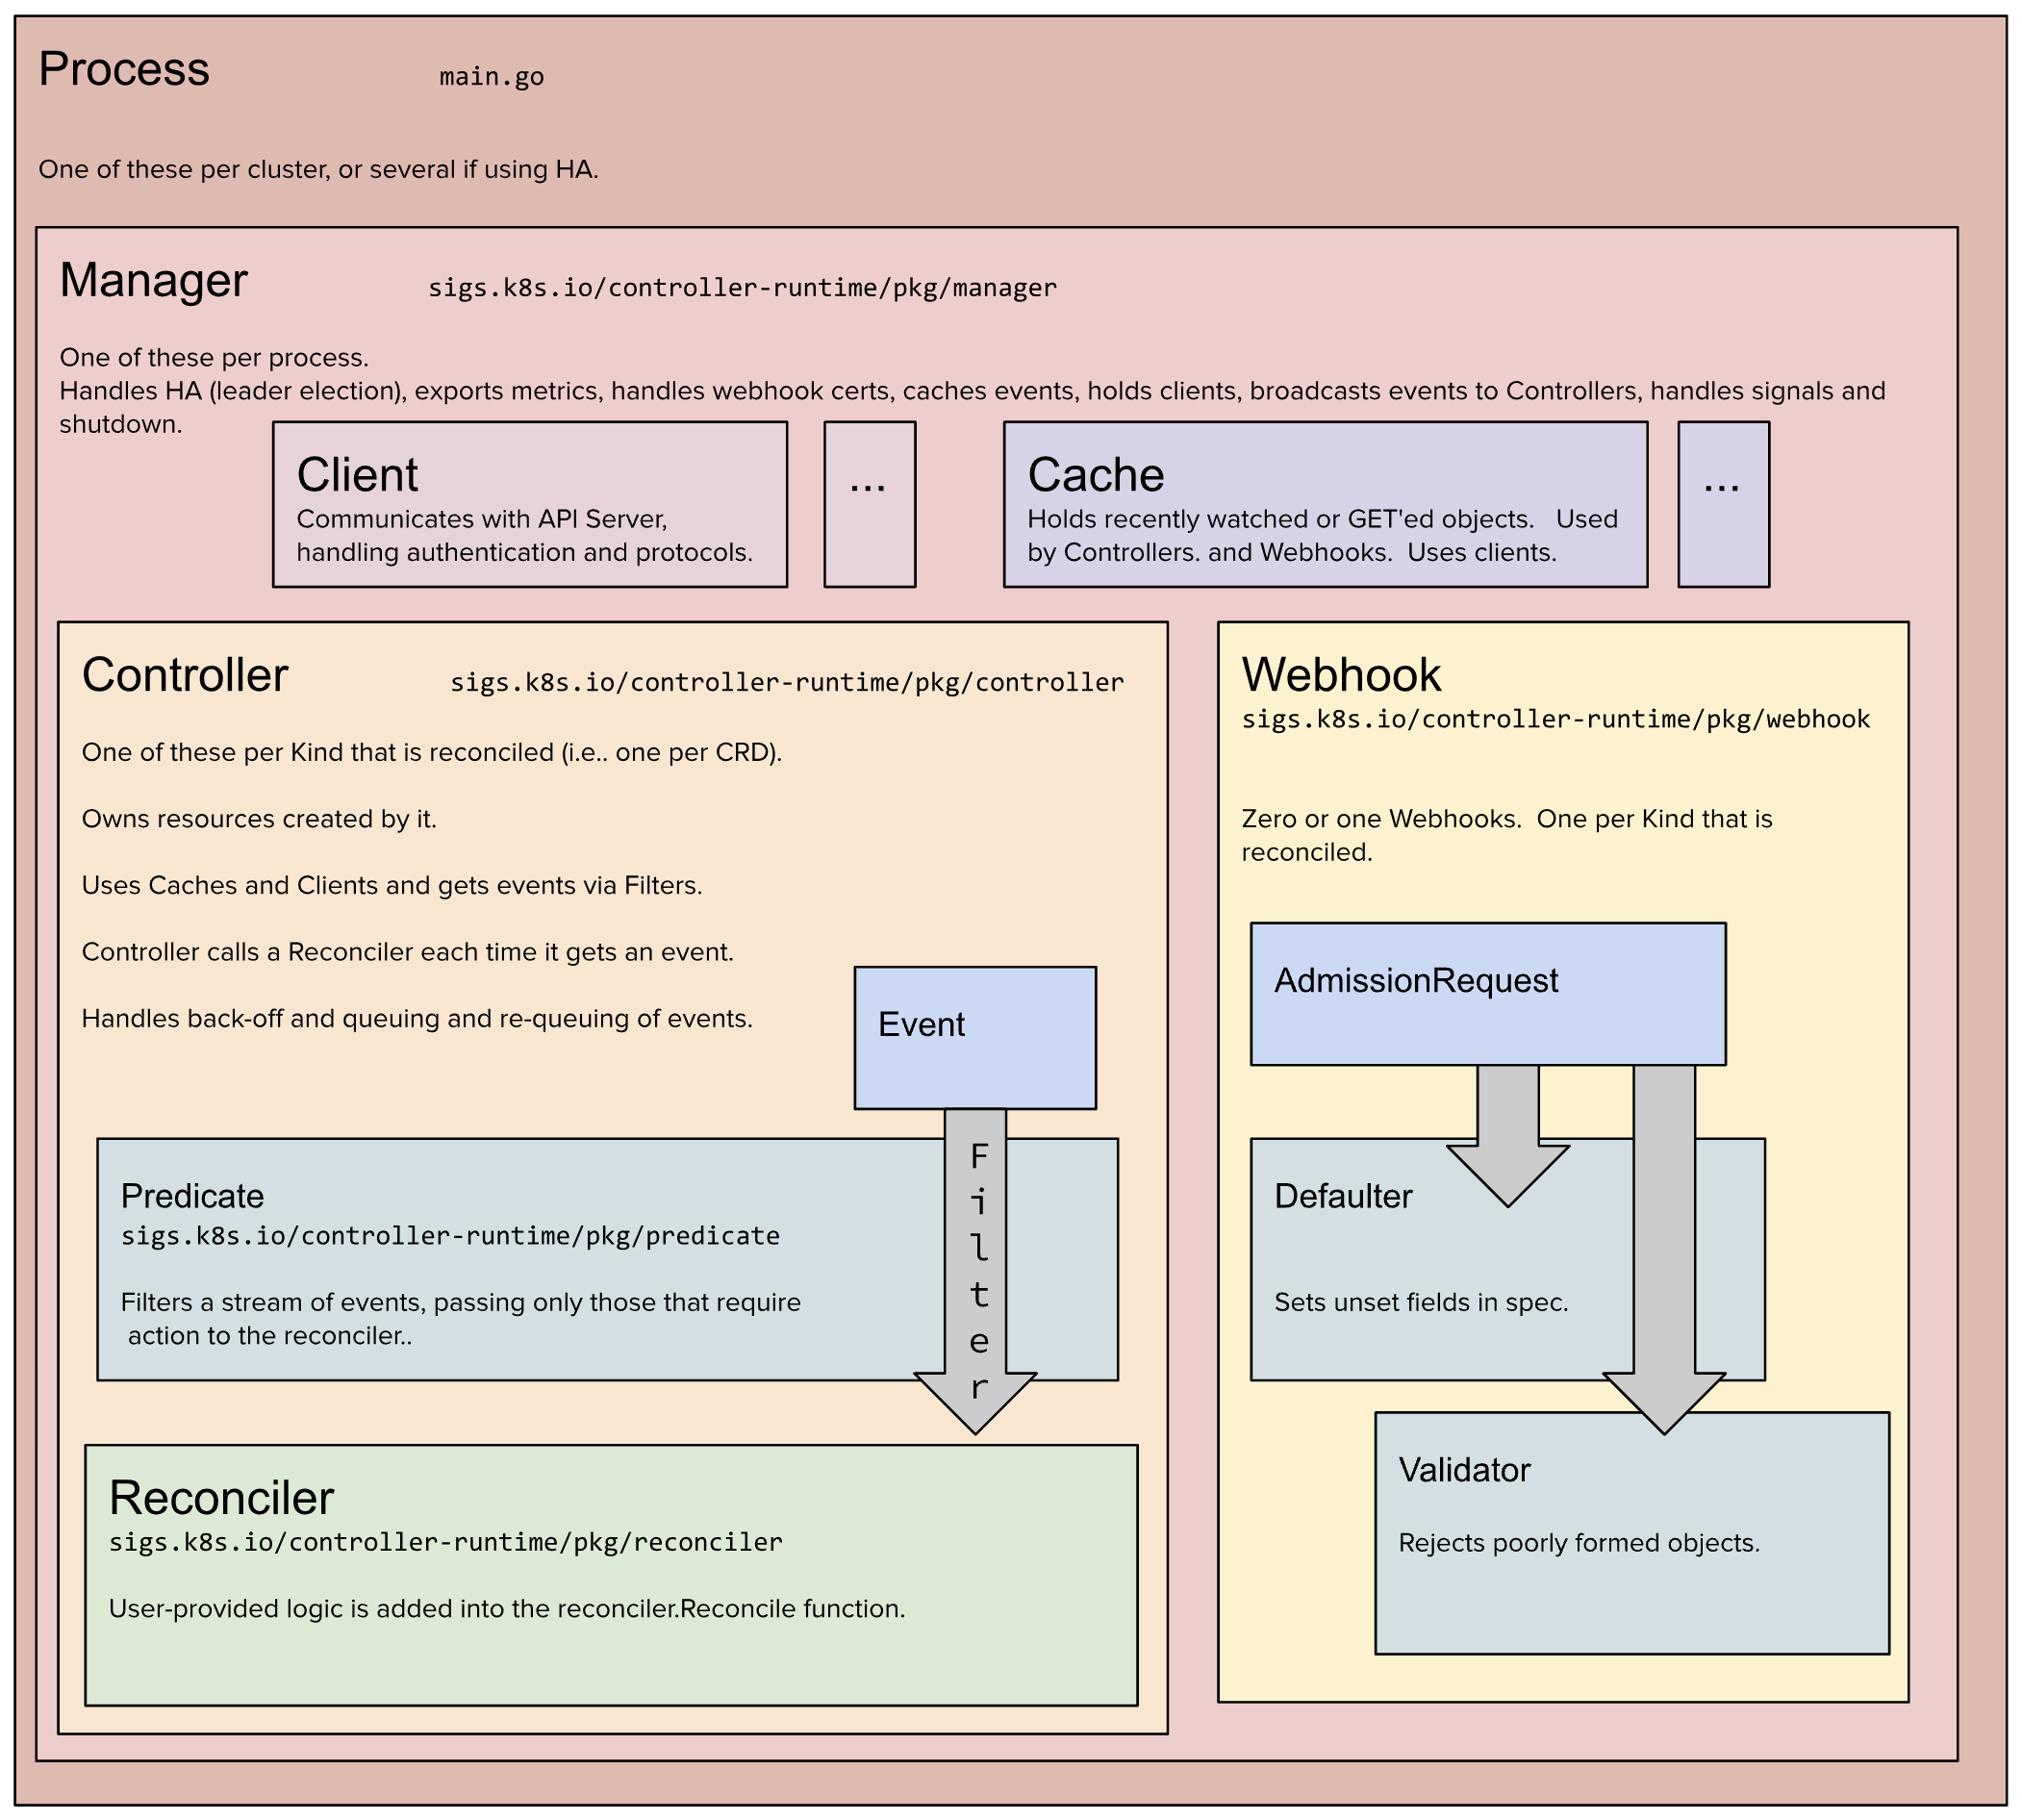 Process
main.go
One of these per cluster, or several if using HA.
Manager
sigs.k8s.io/controller-runtime/pkg/manager
One of these per process.
Handles HA (leader election), exports metrics, handles webhook certs, caches events, holds clients, broadcasts events to Controllers, handles signals and
shutdown.
Client
Communicates with API Server,
handling authentication and protocols.
...
Cache
Holds recently watched or GET'ed objects.   Used
by Controllers. and Webhooks.  Uses clients.
...
Controller
sigs.k8s.io/controller-runtime/pkg/controller
One of these per Kind that is reconciled (i.e.. one per CRD).
Owns resources created by it.
Uses Caches and Clients and gets events via Filters.
Controller calls a Reconciler each time it gets an event.
Handles back-off and queuing and re-queuing of events.
Event
Filter
Predicate
sigs.k8s.io/controller-runtime/pkg/predicate
Filters a stream of events, passing only those that require
action to the reconciler..
Reconciler
sigs.k8s.io/controller-runtime/pkg/reconciler
User-provided logic is added into the reconciler.Reconcile function.
Webhook
sigs.k8s.io/controller-runtime/pkg/webhook
Zero or one Webhooks.  One per Kind that is
reconciled.
AdmissionRequest
Defaulter
Sets unset fields in spec.
Validator
Rejects poorly formed objects.